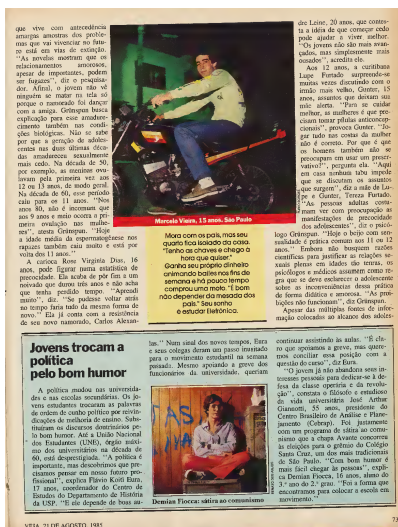 que vive com antecedência
amargas amostras dos proble-
mas que vai vivenciar no futu-
ro está em fase de extinção.
"As novelas mostram que os
relacionamentos amorosos,
apesar de importantes, podem
ser fugazes", diz o pesquisa-
dor. Afinal, o jovem não vê
ninguém se matar na tela só
porque o namorado foi dançar
com a amiga. Grünspun busca
explicação para esse amadure-
cimento também nas condi-
ções biológicas. Não se sabe
por que a geração de adoles-
centes nas duas últimas déca-
das amadureceu sexualmente
mais cedo. Na década de 50,
por exemplo, as meninas ovu-
lavam pela primeira vez aos
12 ou 13 anos, de modo geral.
Na década de 60, esse período
caiu para os 11 anos. "Nos
anos 80, não é incomum que
aos 9 anos e meio ocorra a pri-
meira ovulação nas mulhe-
res", atesta Grünspun. "Hoje
a idade média da espermatogênese nos
rapazes também caiu muito e está por
volta dos 11 anos."
A carioca Rose Virgínia Dias, 16
anos, pode figurar numa estatística de
precocidade. Ela acaba de pôr fim a um
noivado que durou três anos e não acha
que tenha perdido tempo. "Aprendi
muito", diz. "Se pudesse voltar atrás
no tempo faria tudo da mesma forma de
novo." Ela já conta com a resistência
de seu novo namorado, Carlos Alexan-
Marcelo Vieira, 15 anos, São Paulo
Mora com os pais, mas seu
quarto fica isolado da casa.
"Tenho as chaves e chego à
hora que quiser."
Ganha seu próprio dinheiro
animando bailes nos fins de
semana e há pouco tempo
comprou uma moto. "É bom
não depender da mesada dos
pais." Seu sonho
é estudar Eletrônica.
dre Leine, 20 anos, que contes-
ta a idéia de que começar cedo
pode ajudar a viver melhor.
"Os jovens não são mais avan-
çados, mas simplesmente mais
ousados", acredita ele.
Aos 12 anos, a curitibana
Lupe Furtado surpreende-se
muitas vezes discutindo com o
irmão mais velho, Gunter, 15
anos, assuntos que deixam sua
mãe alerta. "Para se cuidar
melhor, as mulheres é que pre-
cisam tomar pílulas anticoncep-
cionais", provoca Gunter. "Jo-
gar tudo nas costas da mulher
não é correto. Por que é que
os homens também não se
preocupam em usar um preser-
vativo?", pergunta ela. "Aqui
em casa ninguém tabu impede
que se discutam os assuntos
que surgem", diz a mãe de Lu-
pe e Gunter, Tereza Furtado.
"As pessoas adultas costu-
mam ver com preocupação as
manifestações de precocidade
dos adolescentes", diz o psicó-
logo Grünspun. "Hoje o beijo com sen-
sualidade é prática comum aos 11 ou 12
anos." Embora não busquem razões
científicas para justificar as relações se-
xuais plenas em idades tão tenras, os
psicólogos e médicos assumem como re-
gra que se deve esclarecer o adolescente
sobre as inconveniências dessa prática
de forma didática e amorosa. "As proi-
bições não funcionam", diz Grünspun.
Apesar das múltiplas fontes de infor-
mação colocadas ao alcance dos adoles-
Jovens trocam a
política
pelo bom humor
A política mudou nas universida-
des e nas escolas secundárias. Os jo-
vens estudantes trocaram as palavras
de ordem de cunho político por reivin-
dicações de melhoria de ensino. Subs-
tituíram os discursos doutrinários pe-
lo bom humor. Até a União Nacional
dos Estudantes (UNE), órgão máxi-
mo dos universitários na década de
60, está desprestigiada. "A política é
importante, mas descobrimos que pre-
cisamos pensar em nosso futuro pro-
fissional", explica Flavio Koiti Eura,
17 anos, coordenador do Centro de
Estudos do Departamento de História
da USP. "E ele depende de boas au-
las." Num sinal dos novos tempos, Eura
e seus colegas deram um passo inusitado
para o movimento estudantil na semana
passada. Mesmo apoiando a greve dos
funcionários da universidade, queriam
Demian Fiocca: sátira ao comunismo
continuar assistindo às aulas. "É cla-
ro que apoiamos a greve, mas quere-
mos conciliar essa posição com a
questão do curso", diz Eura.
"O jovem já não abandona seus in-
teresses pessoais para dedicar-se à de-
fesa da classe operária e da revolu-
ção", constata o filósofo e estudioso
da vida universitária José Arthur
Giannotti, 55 anos, presidente do
Centro Brasileiro de Análise e Plane-
jamento (Cebrap). Foi justamente
com um programa de sátira ao comu-
nismo que a chapa Avante concorreu
às eleições para o grêmio do Colégio
Santa Cruz, um dos mais tradicionais
de São Paulo. "Com bom humor é
mais fácil chegar às pessoas", expli-
ca Demian Fiocca, 16 anos, aluno do
3.º ano do 2.º grau. "Foi a forma que
encontramos para colocar a escola em
movimento."
VEJA, 21 DE AGOSTO, 1985
73